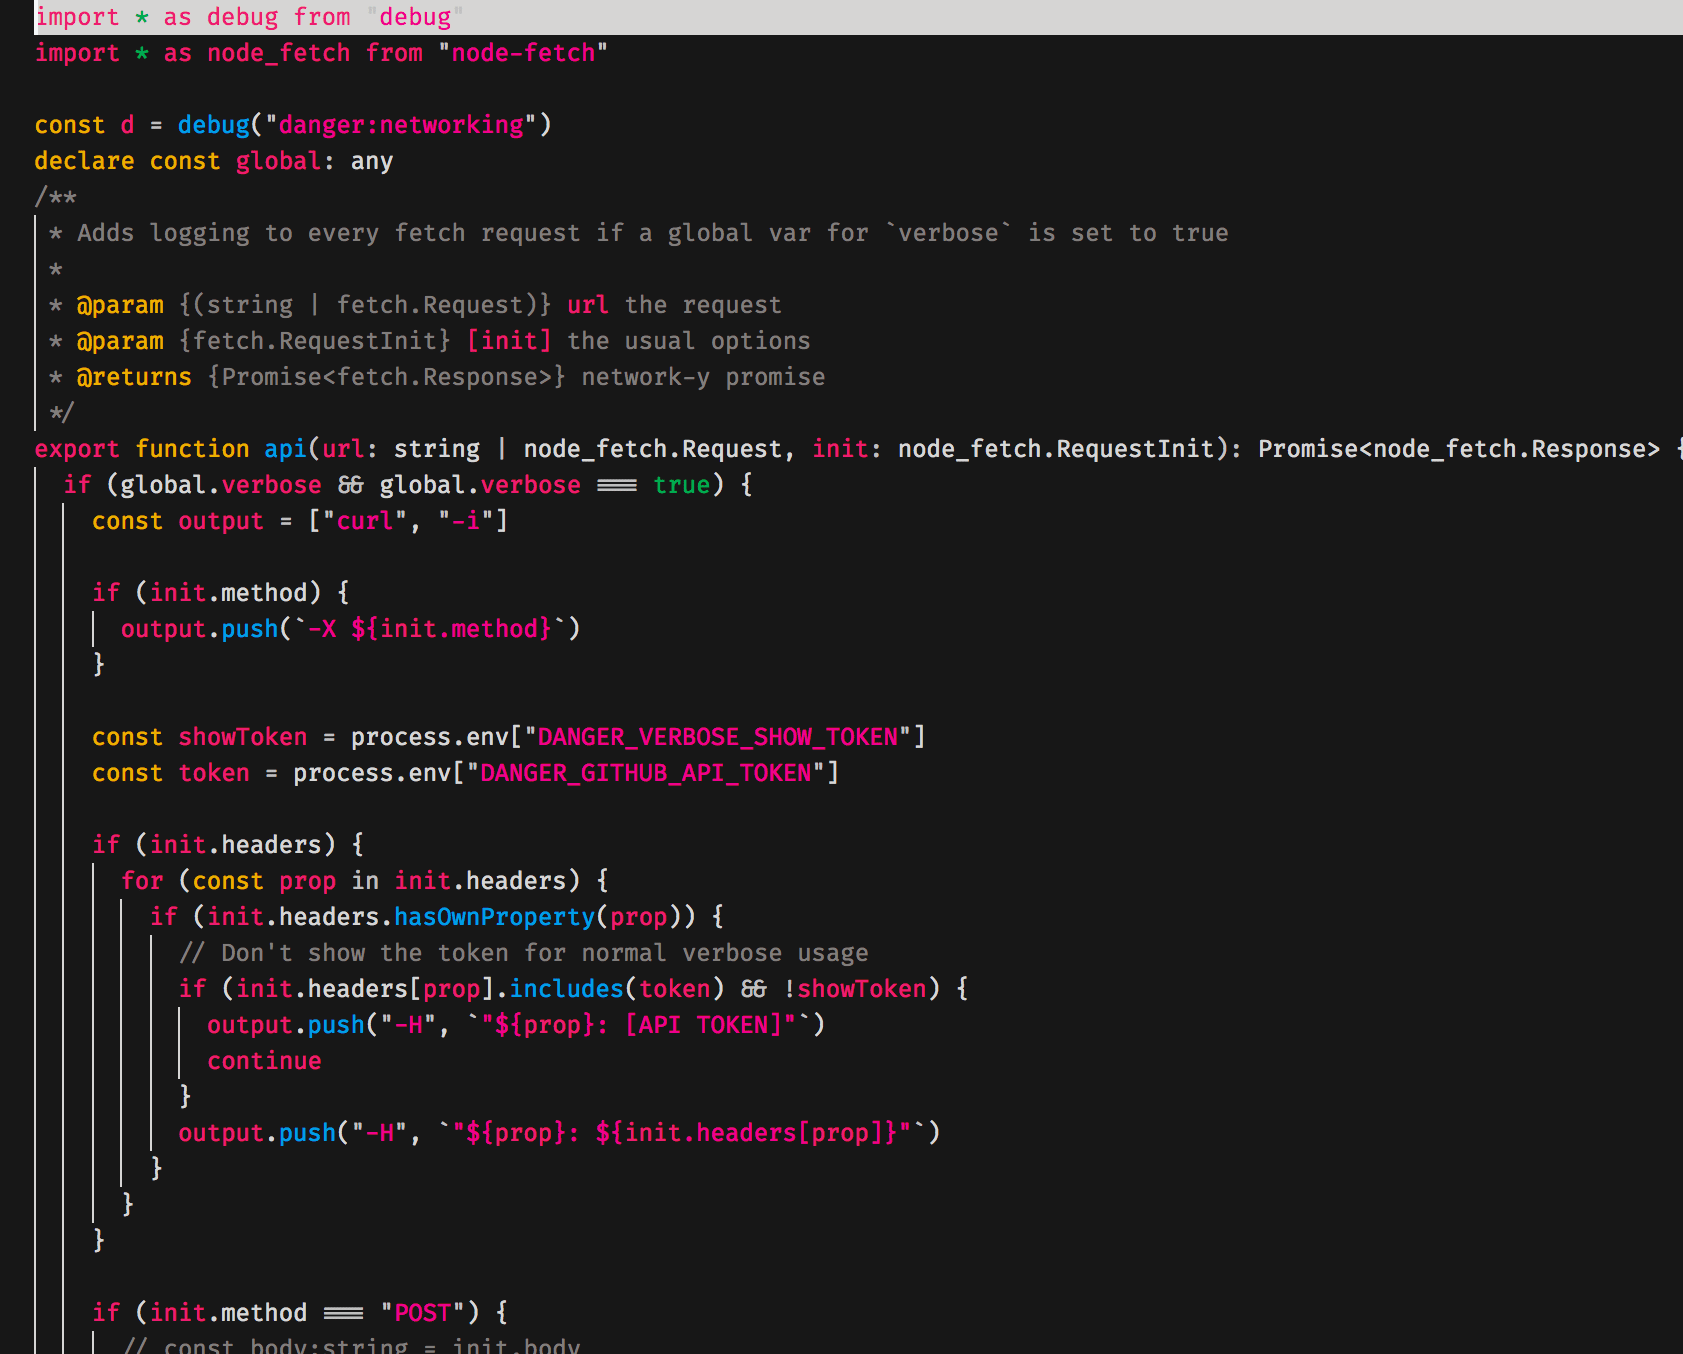 import * as debug from "debug"
import * as node_fetch from "node-fetch"
const d = debug("danger:networking")
declare const global: any
/**
 * Adds logging to every fetch request if a global var for `verbose` is set to true
 *
 * @param {(string | fetch.Request)} url the request
 * @param {fetch.RequestInit} [init] the usual options
 * @returns {Promise<fetch.Response>} network-y promise
 */
export function api(url: string | node_fetch.Request, init: node_fetch.RequestInit): Promise<node_fetch.Response> {
  if (global.verbose && global.verbose === true) {
    const output = ["curl", "-i"]
    if (init.method) {
      output.push(`-X ${init.method}`)
    }
    const showToken = process.env["DANGER_VERBOSE_SHOW_TOKEN"]
    const token = process.env["DANGER_GITHUB_API_TOKEN"]
    if (init.headers) {
      for (const prop in init.headers) {
        if (init.headers.hasOwnProperty(prop)) {
          // Don't show the token for normal verbose usage
          if (init.headers[prop].includes(token) && !showToken) {
            output.push("-H", `"${prop}: [API TOKEN]"`)
            continue
          }
          output.push("-H", `"${prop}: ${init.headers[prop]}"`)
        }
      }
    }
    if (init.method === "POST") {
      // const body:string = init.body